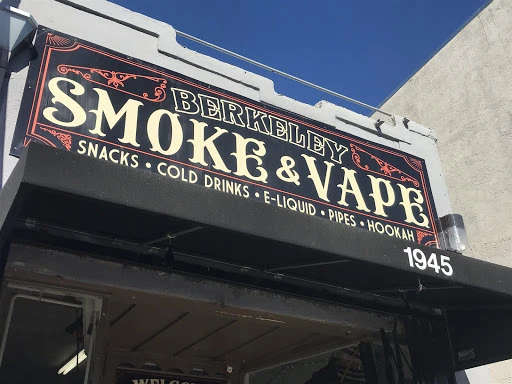 BERKELEY
SMOKE & VAPE
SNACKS • COLD DRINKS • E-LIQUID • PIPES • HOOKAH
1945